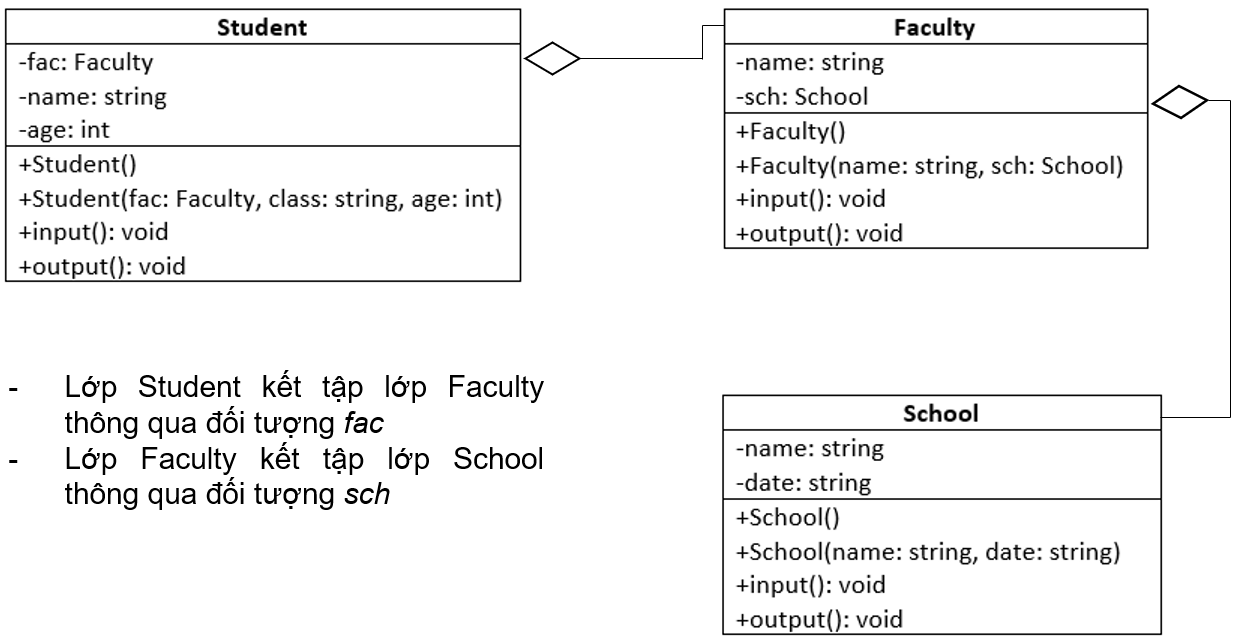 Student
-fac: Faculty
-name: string
-age: int
+Student()
+Student(fac: Faculty, class: string, age: int)
+input(): void
+output(): void
Faculty
-name: string
-sch: School
+Faculty()
+Faculty(name: string, sch: School)
+input(): void
+output(): void
- Lớp Student kết tập lớp Faculty
thông qua đối tượng fac
- Lớp Faculty kết tập lớp School
thông qua đối tượng sch
School
-name: string
-date: string
+School()
+School(name: string, date: string)
+input(): void
+output(): void